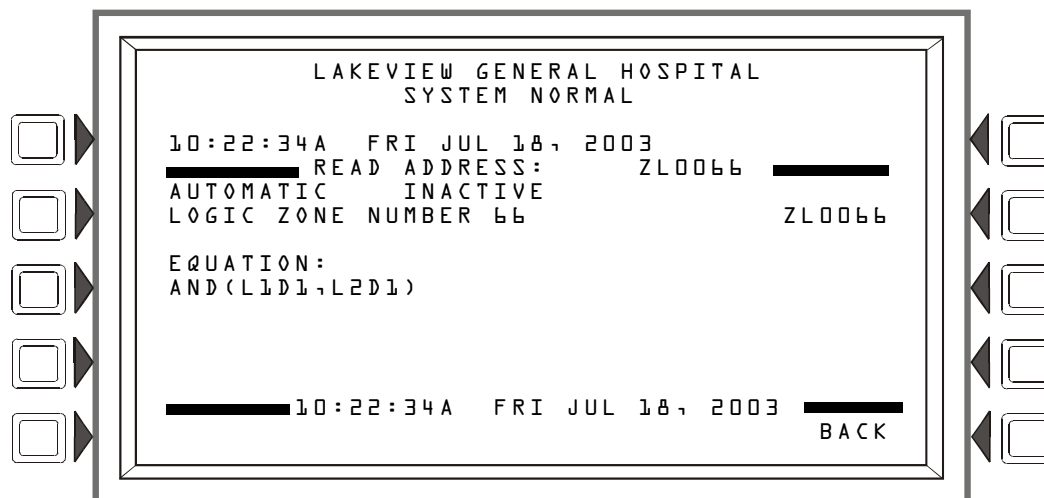 LAKEVIEW GENERAL HOSPITAL
SYSTEM NORMAL
10:22:34A FRI JUL 18, 2003
READ ADDRESS: ZL0066
AUTOMATIC INACTIVE
LOGIC ZONE NUMBER 66 ZL0066
EQUATION:
AND(L1D1,L2D1)
10:22:34A FRI JUL 18, 2003
BACK